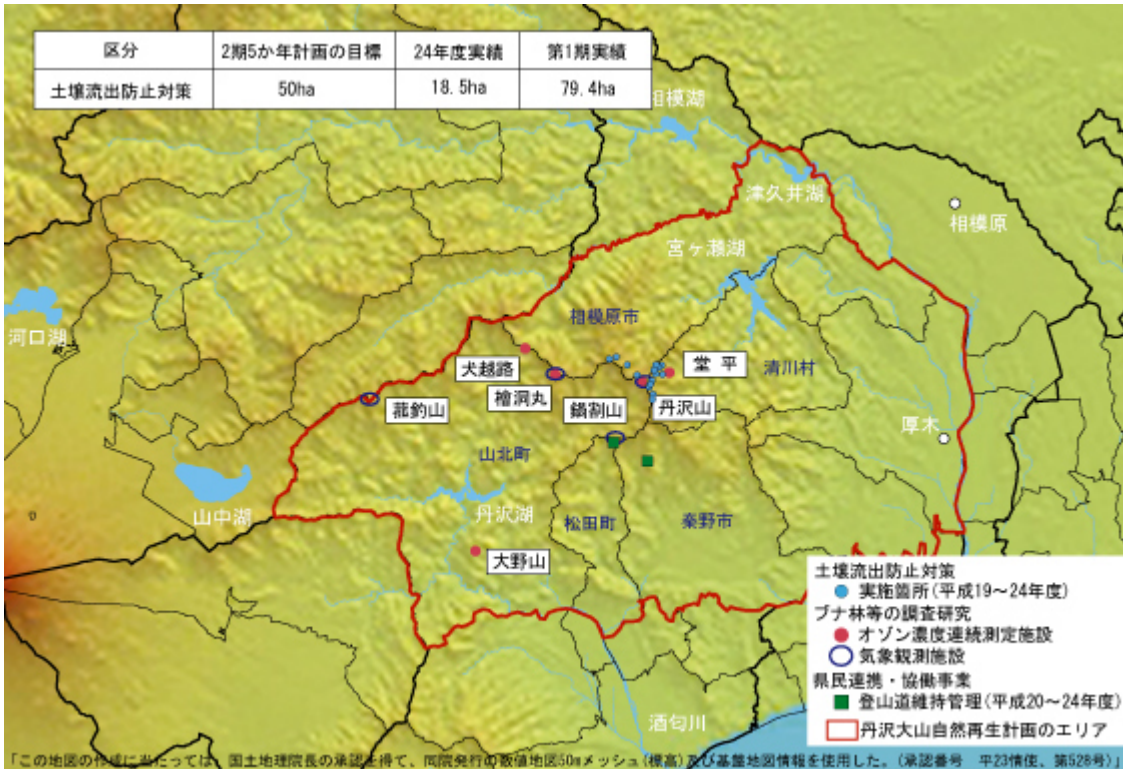 区分 2期5か年計画の目標 24年度実績 第1期実績
土壌流出防止対策 50ha 18.5ha 79.4ha
相模湖
津久井湖
相模原
宮ヶ瀬湖
河口湖
相模原市
犬越路
堂平
清川村
檜洞丸
菰釣山
鍋割山
丹沢山
厚木
山北町
山中湖
丹沢湖
松田町
秦野市
大野山
土壌流出防止対策
実施箇所(平成19～24年度)
ブナ林等の調査研究
オゾン濃度連続測定施設
気象観測施設
県民連携・協働事業
登山道維持管理(平成20～24年度)
丹沢大山自然再生計画のエリア
酒匂川
「この地図の作成に当たっては、国土地理院長の承認を得て、同院発行の数値地図50mメッシュ(標高)及び基盤地図情報を使用した。(承認番号 平23情使、第528号)」